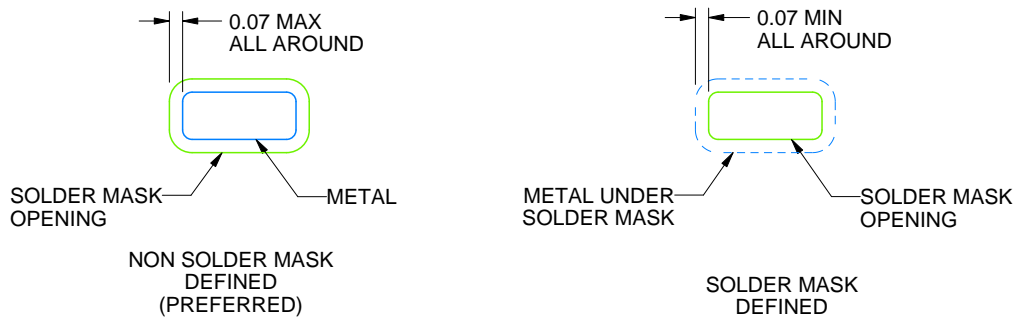 0.07 MAX
ALL AROUND
SOLDER MASK
OPENING
METAL
NON SOLDER MASK
DEFINED
(PREFERRED)
0.07 MIN
ALL AROUND
METAL UNDER
SOLDER MASK
SOLDER MASK
OPENING
SOLDER MASK
DEFINED